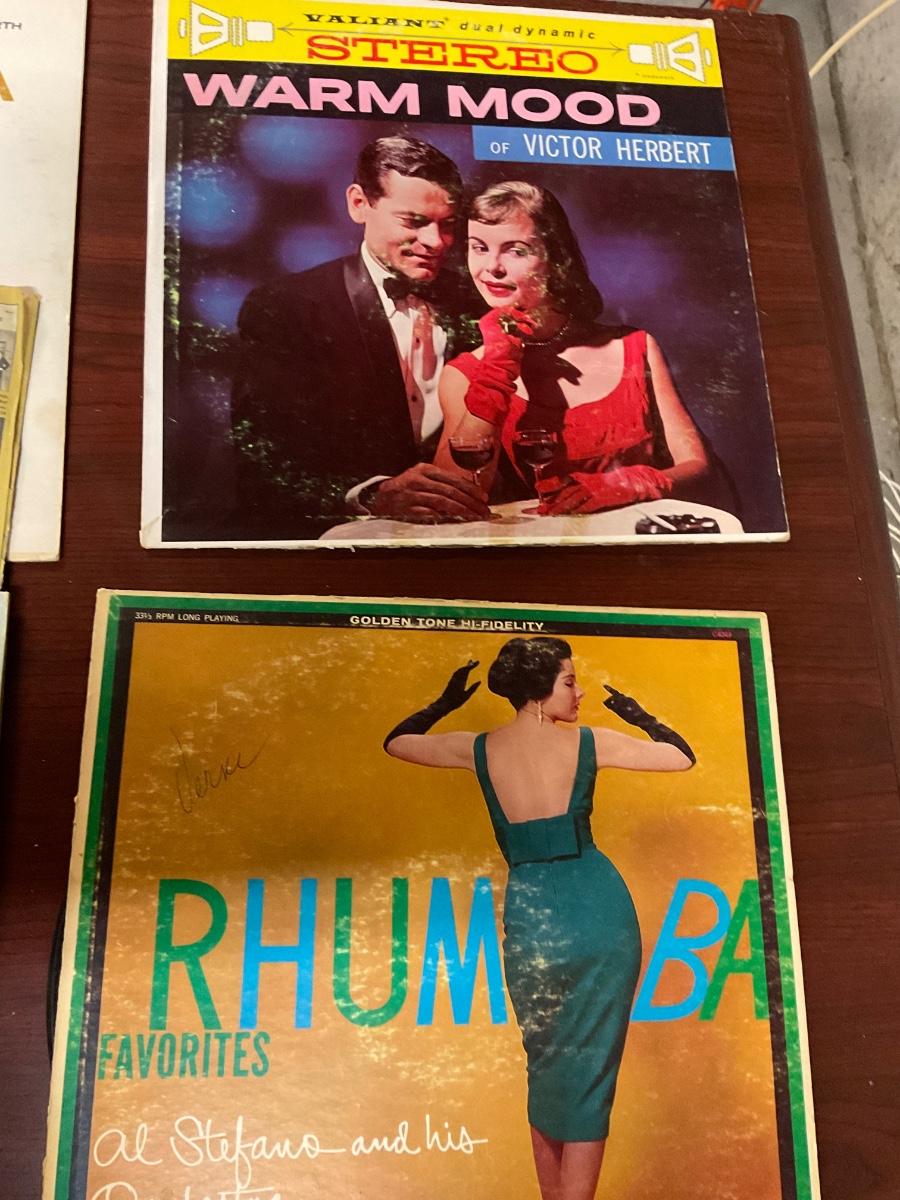 RTH
A
VALIANT dual dynamic
STEREO
WARM MOOD
OF VICTOR HERBERT
33⅓ RPM LONG PLAYING
GOLDEN TONE HI-FIDELITY
RHUMBA
FAVORITES
Al Stefano and his